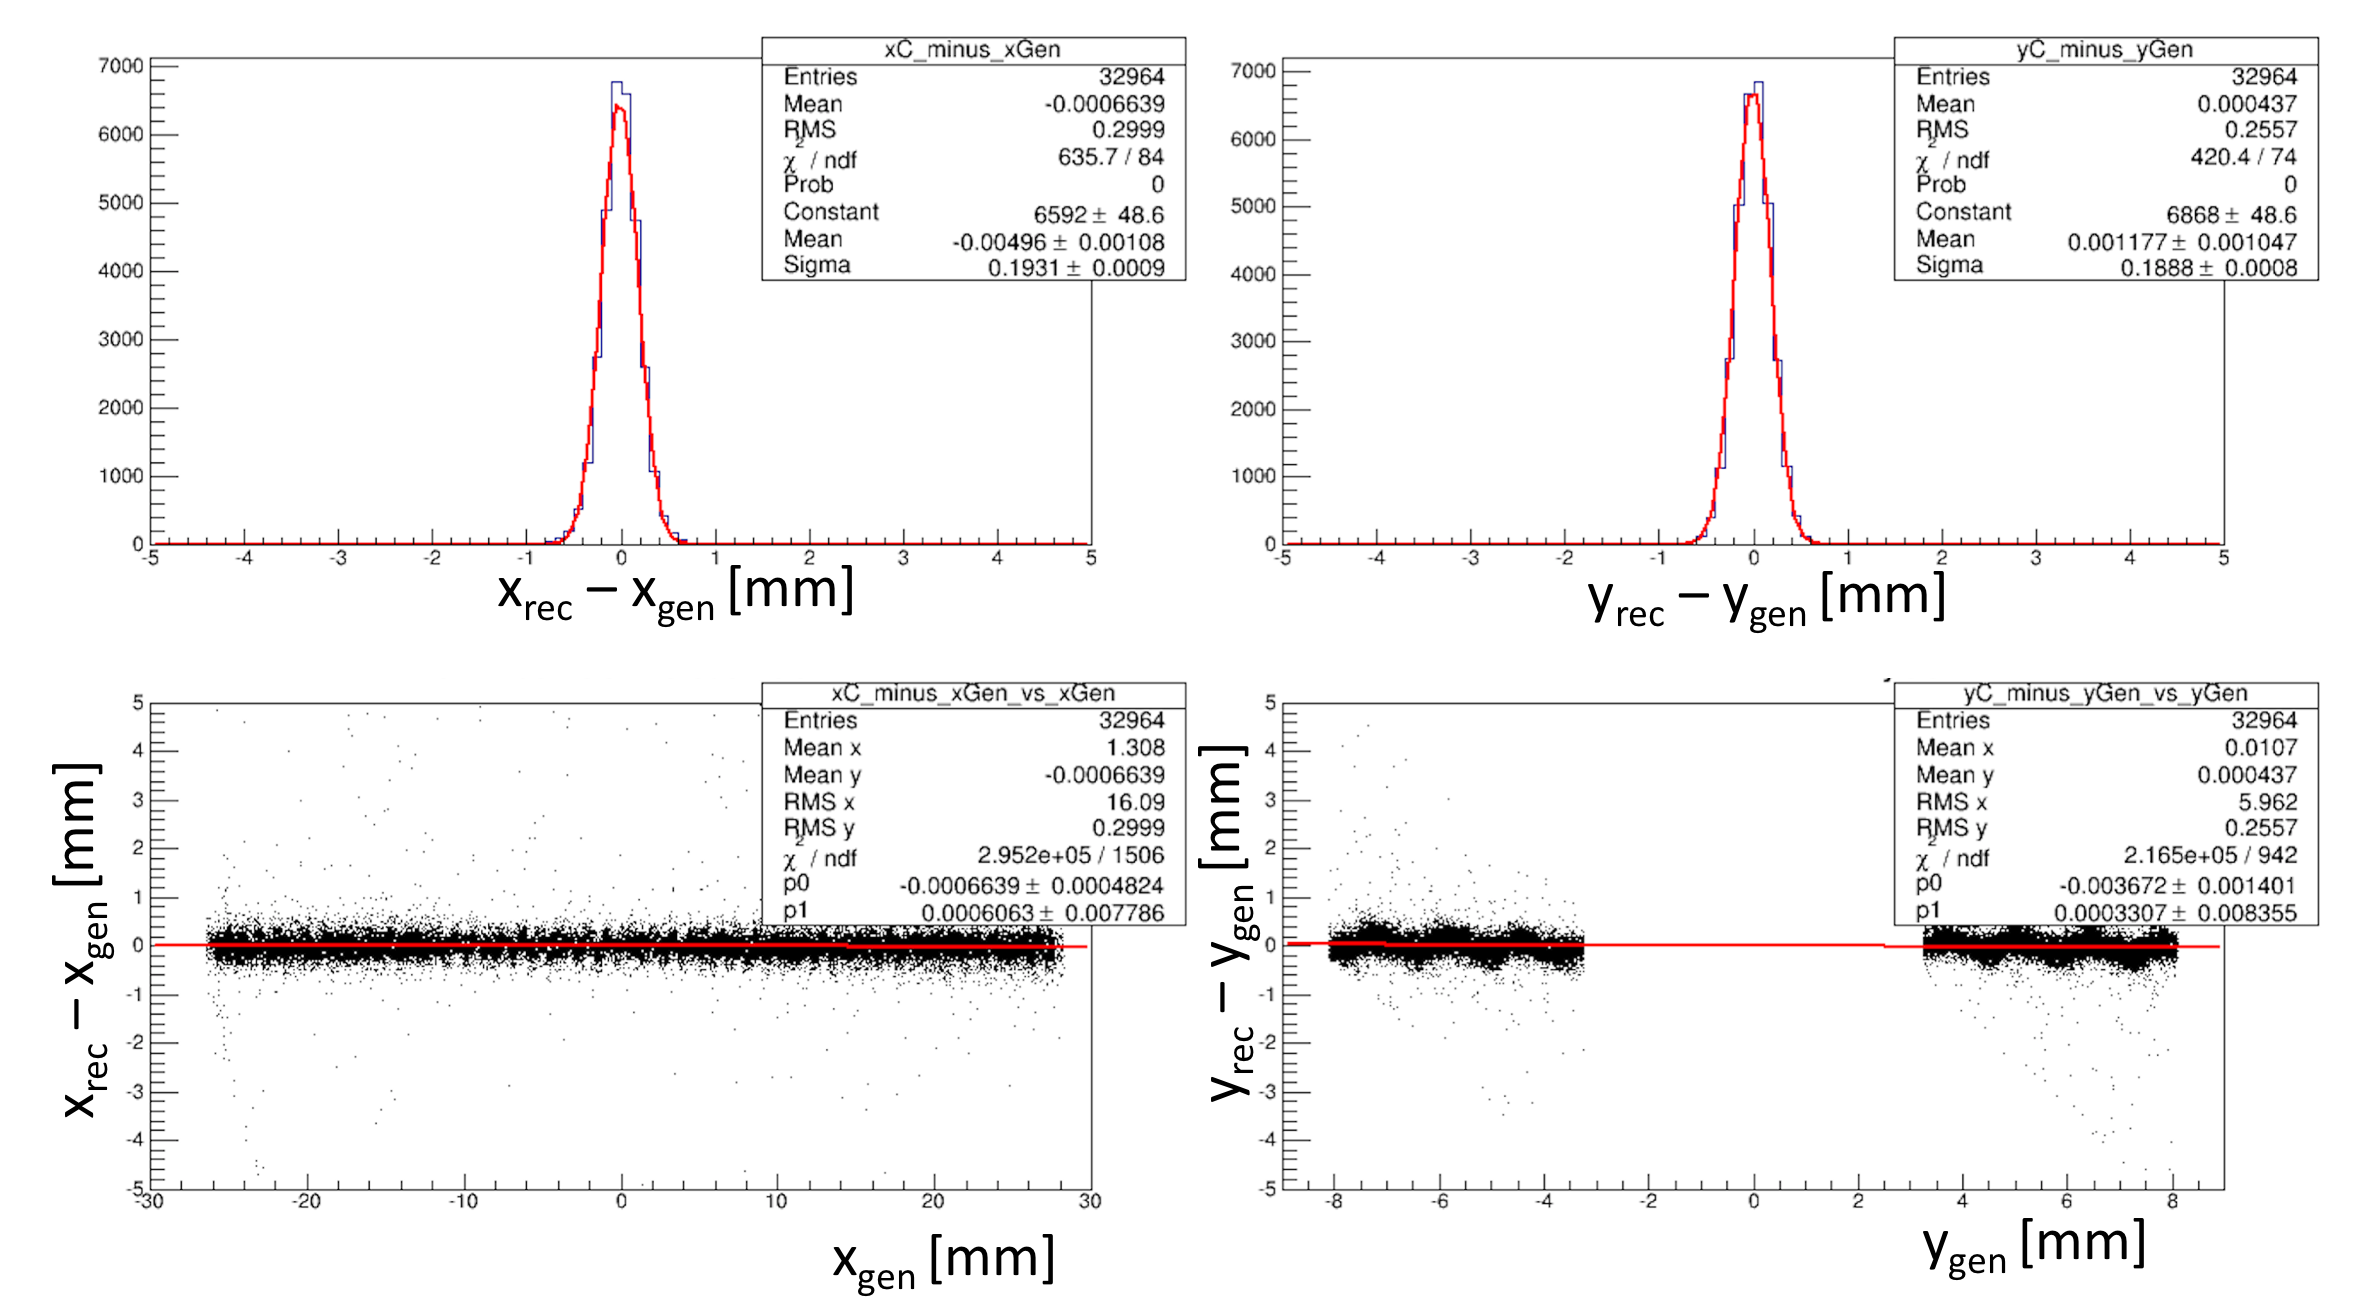 xC_minus_xGen
Entries 32964
Mean -0.0006639
RMS 0.2999
χ² / ndf 635.7 / 84
Prob 0
Constant 6592 ± 48.6
Mean -0.00496 ± 0.00108
Sigma 0.1931 ± 0.0009
7000
6000
5000
4000
3000
2000
1000
0
-5 -4 -3 -2 -1 0 1 2 3 4 5
x_rec – x_gen [mm]
yC_minus_yGen
Entries 32964
Mean 0.000437
RMS 0.2557
χ² / ndf 420.4 / 74
Prob 0
Constant 6868 ± 48.6
Mean 0.001177 ± 0.001047
Sigma 0.1888 ± 0.0008
7000
6000
5000
4000
3000
2000
1000
0
-5 -4 -3 -2 -1 0 1 2 3 4 5
y_rec – y_gen [mm]
xC_minus_xGen_vs_xGen
Entries 32964
Mean x 1.308
Mean y -0.0006639
RMS x 16.09
RMS y 0.2999
χ² / ndf 2.952e+05 / 1506
p0 -0.0006639 ± 0.0004824
p1 0.0006063 ± 0.007786
x_rec – x_gen [mm]
5
4
3
2
1
0
-1
-2
-3
-4
-5
-30 -20 -10 0 10 20 30
x_gen [mm]
yC_minus_yGen_vs_yGen
Entries 32964
Mean x 0.0107
Mean y 0.000437
RMS x 5.962
RMS y 0.2557
χ² / ndf 2.165e+05 / 942
p0 -0.003672 ± 0.001401
p1 0.0003307 ± 0.008355
y_rec – y_gen [mm]
5
4
3
2
1
0
-1
-2
-3
-4
-5
-8 -6 -4 -2 0 2 4 6 8
y_gen [mm]